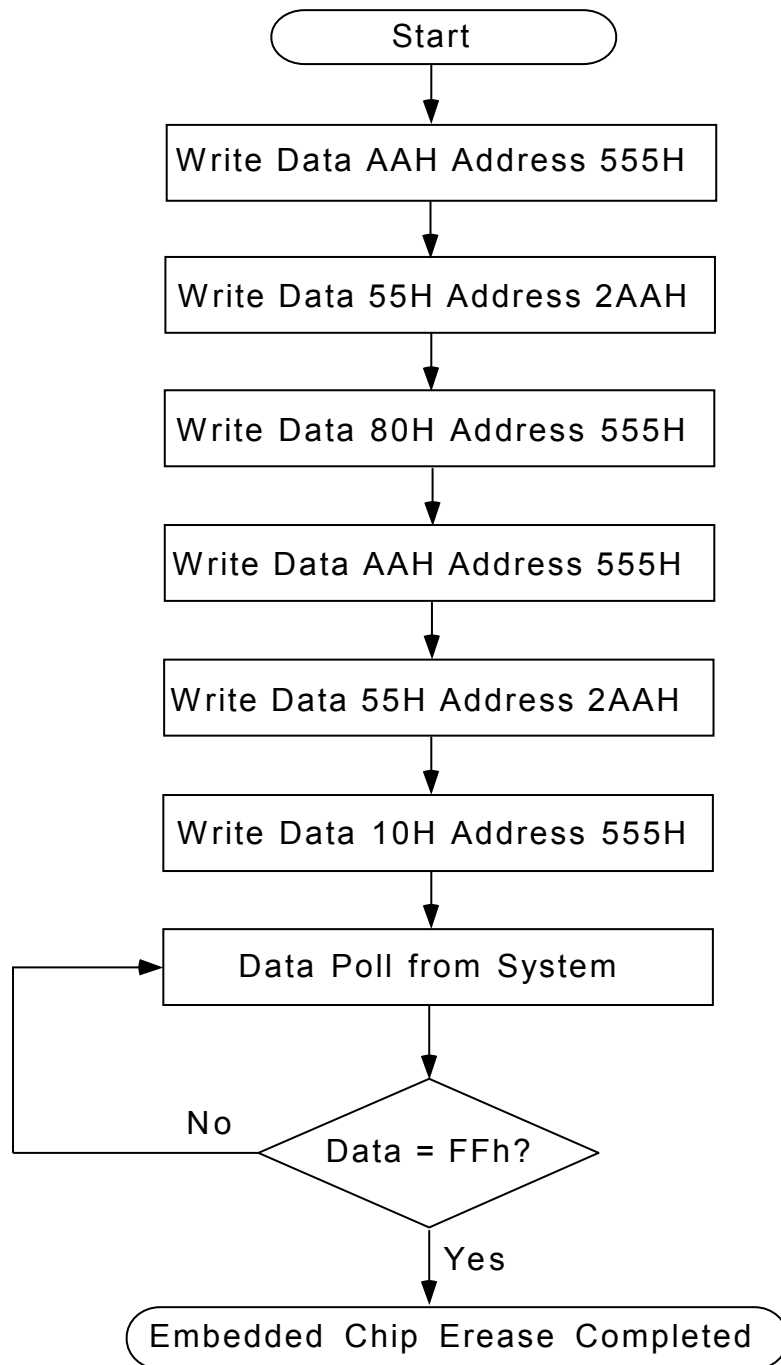 Start
Write Data AAH Address 555H
Write Data 55H Address 2AAH
Write Data 80H Address 555H
Write Data AAH Address 555H
Write Data 55H Address 2AAH
Write Data 10H Address 555H
Data Poll from System
No
Data = FFh?
Yes
Embedded Chip Erease Completed